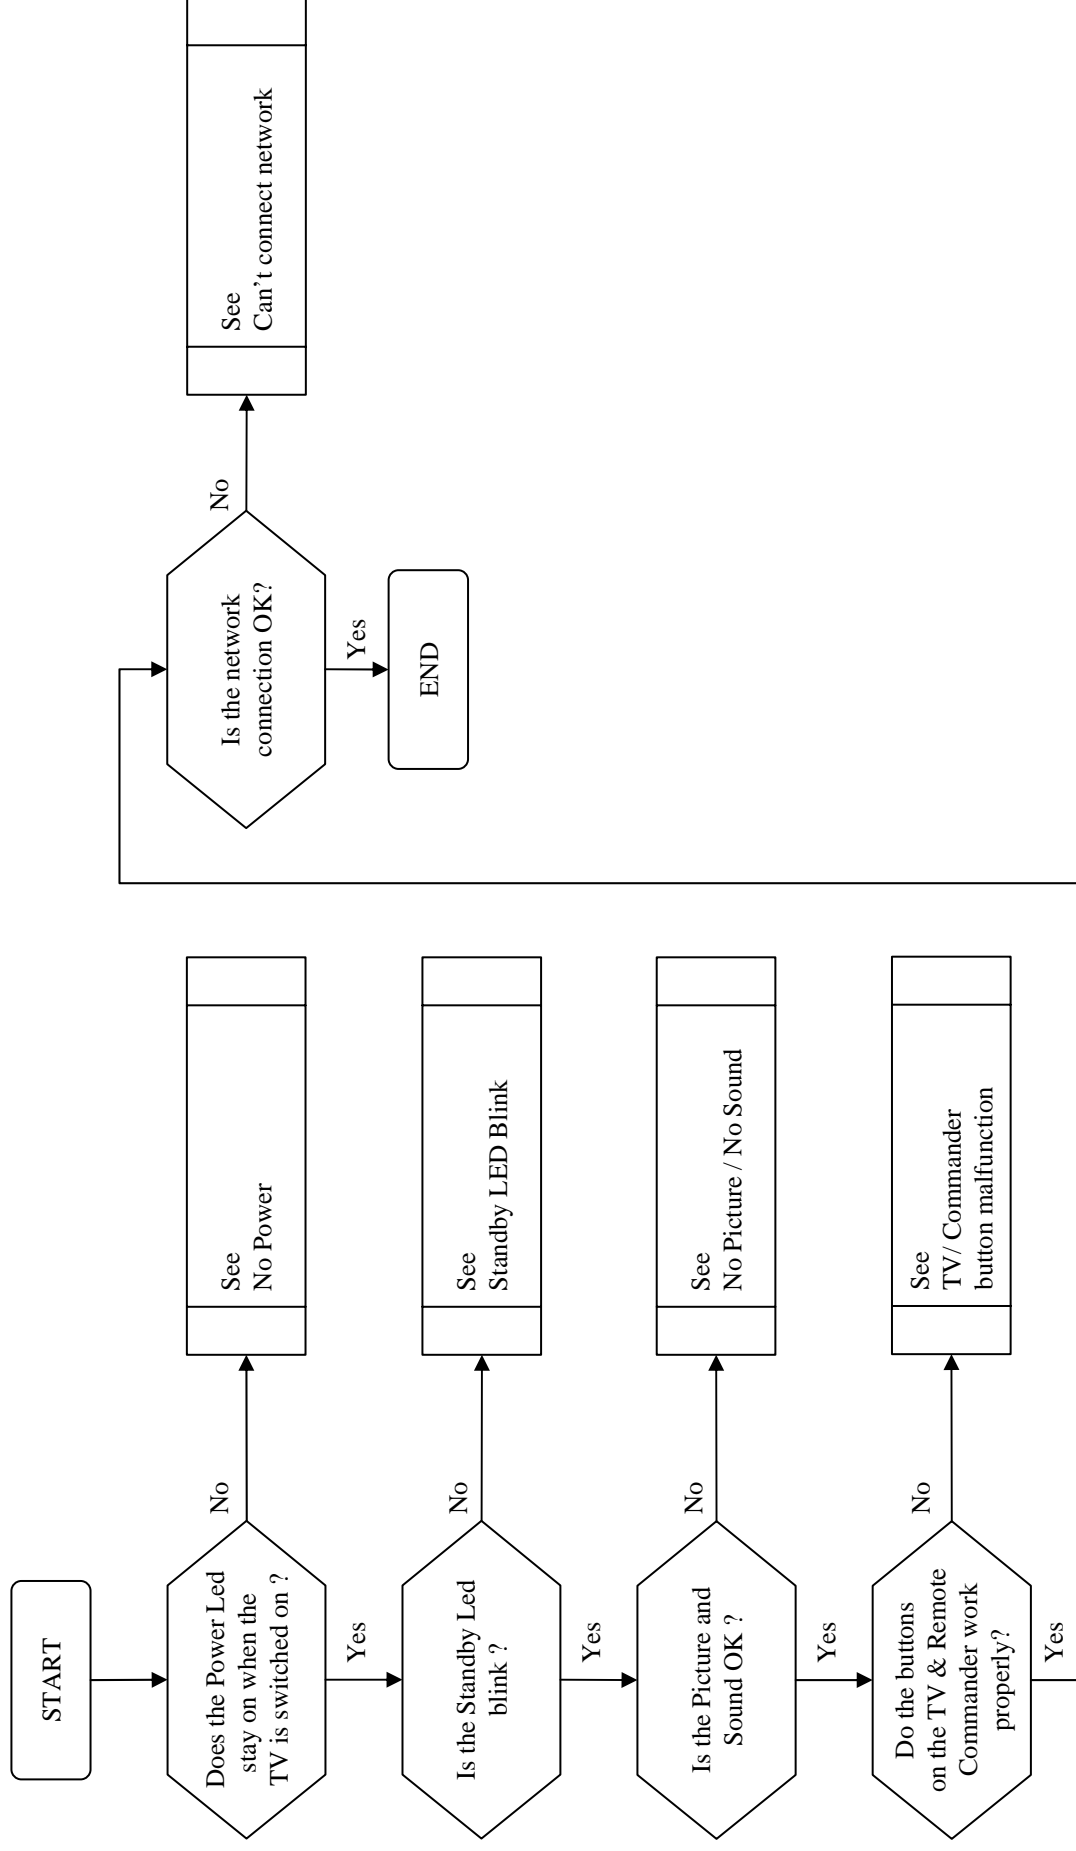 START
Does the Power Led
stay on when the
TV is switched on ?
No
See
No Power
Yes
Is the Standby Led
blink ?
No
See
Standby LED Blink
Yes
Is the Picture and
Sound OK ?
No
See
No Picture / No Sound
Yes
Do the buttons
on the TV & Remote
Commander work
properly?
No
See
TV/ Commander
button malfunction
Yes
Is the network
connection OK?
No
See
Can't connect network
Yes
END